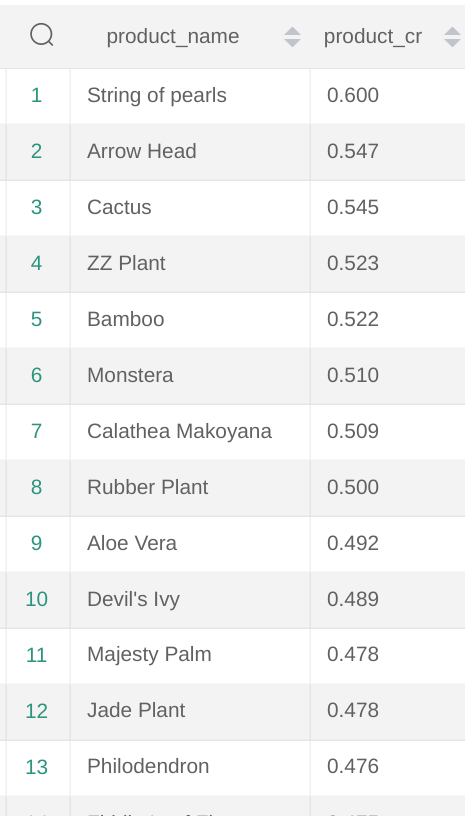 product_name product_cr
1 String of pearls 0.600
2 Arrow Head 0.547
3 Cactus 0.545
4 ZZ Plant 0.523
5 Bamboo 0.522
6 Monstera 0.510
7 Calathea Makoyana 0.509
8 Rubber Plant 0.500
9 Aloe Vera 0.492
10 Devil's Ivy 0.489
11 Majesty Palm 0.478
12 Jade Plant 0.478
13 Philodendron 0.476